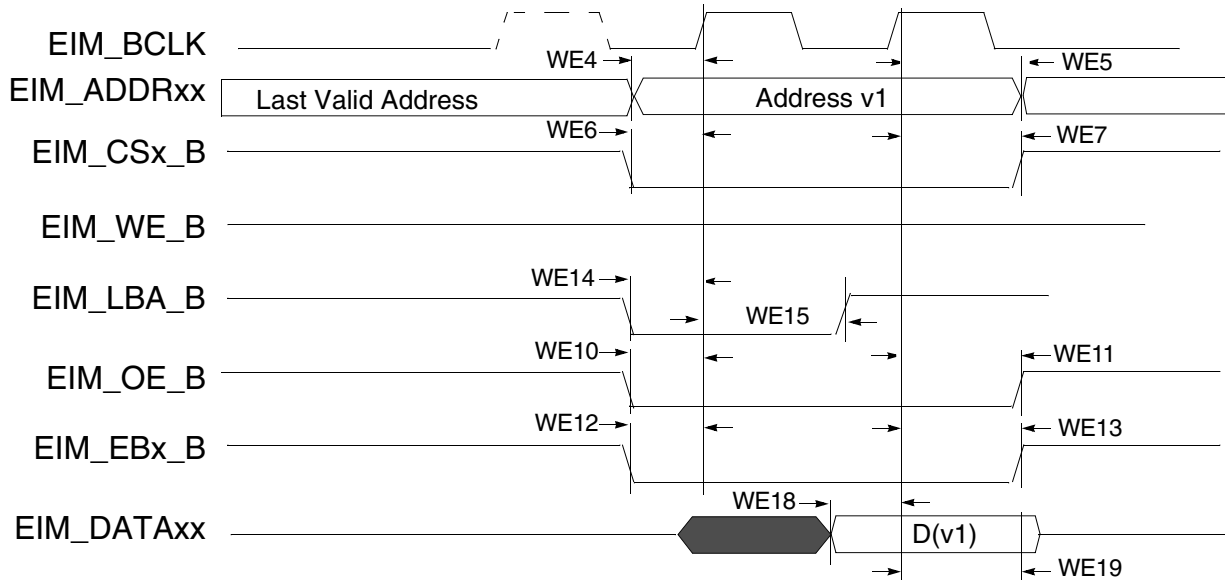 EIM_BCLK
WE4
WE5
EIM_ADDRxx
Last Valid Address
Address v1
WE6
WE7
EIM_CSx_B
EIM_WE_B
WE14
EIM_LBA_B
WE15
WE10
WE11
EIM_OE_B
WE12
WE13
EIM_EBx_B
WE18
EIM_DATAxx
D(v1)
WE19